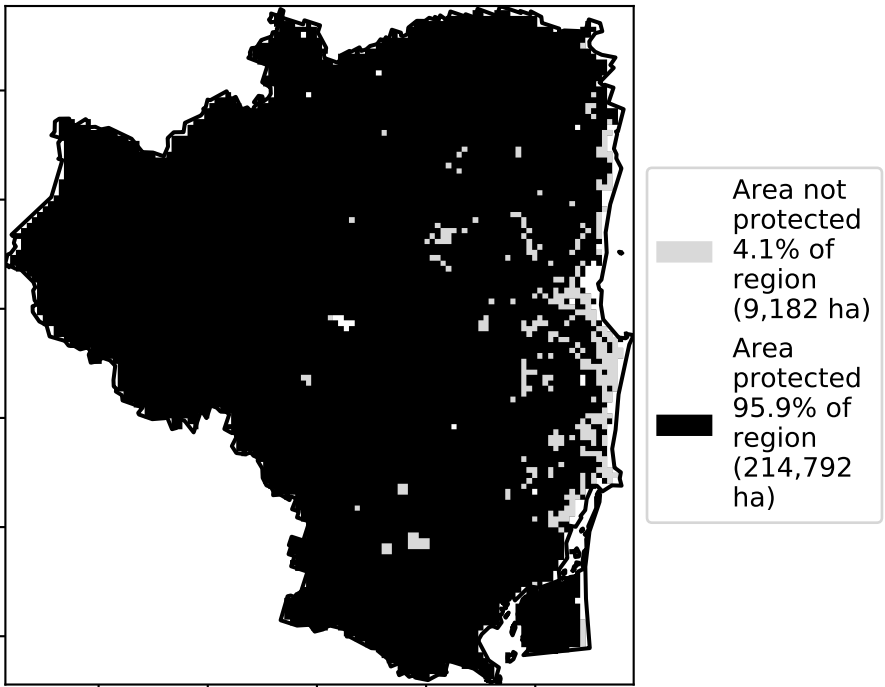 Area not
protected
4.1% of
region
(9,182 ha)
Area
protected
95.9% of
region
(214,792
ha)